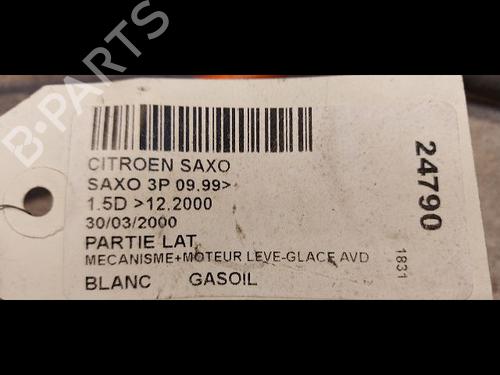 B-PARTS
CITROEN SAXO
SAXO 3P 09.99>
1.5D >12.2000
30/03/2000
PARTIE LAT
MECANISME+MOTEUR LEVE-GLACE AVD
BLANC GASOIL
24790
1831